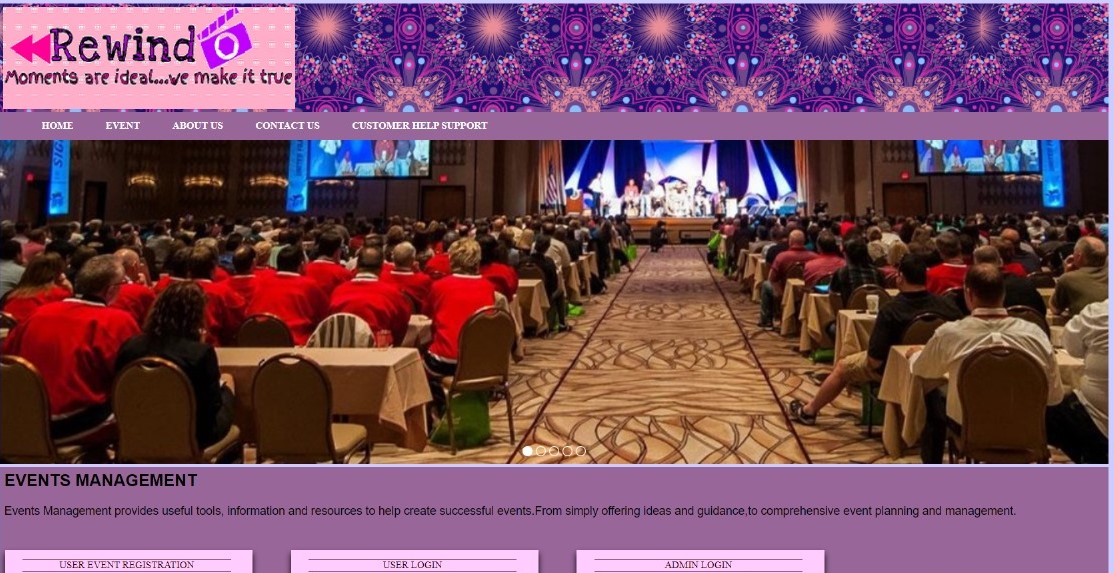 Rewind
Moments are ideal...we make it true
HOME EVENT ABOUT US CONTACT US CUSTOMER HELP SUPPORT
EVENTS MANAGEMENT
Events Management provides useful tools, information and resources to help create successful events.From simply offering ideas and guidance,to comprehensive event planning and management.
USER EVENT REGISTRATION
USER LOGIN
ADMIN LOGIN